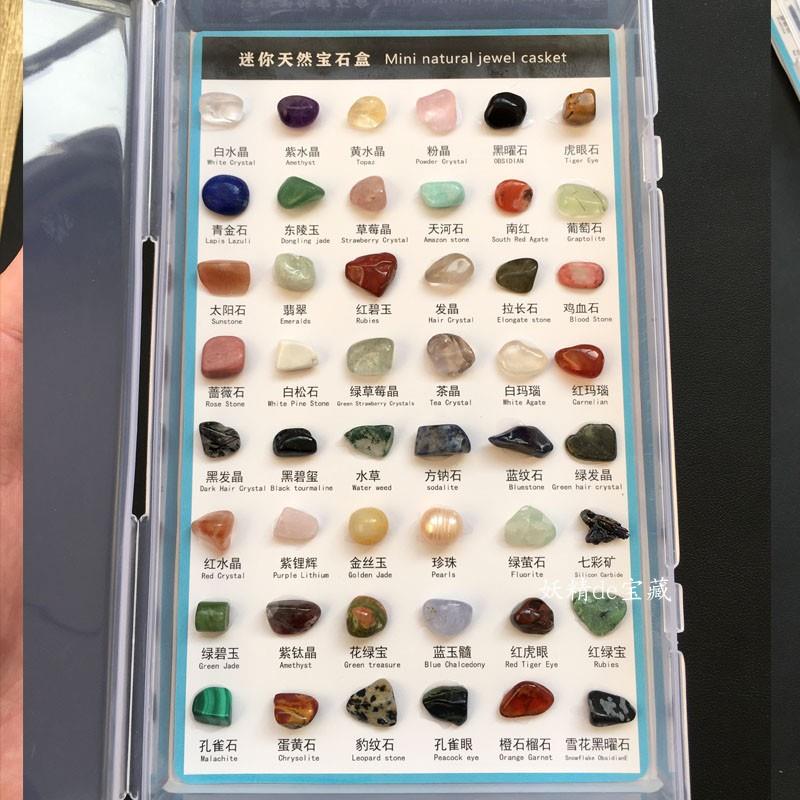 迷你天然宝石盒 Mini natural jewel casket
白水晶 紫水晶 黄水晶 粉晶 黑曜石 虎眼石
White Crystal Amethyst Topaz Powder Crystal OBSIDIAN Tiger Eye
青金石 东陵玉 草莓晶 天河石 南红 葡萄石
Lapis Lazuli Dongling jade Strawberry Crystal Amazon stone South Red Agate Graptolite
太阳石 翡翠 红碧玉 发晶 拉长石 鸡血石
Sunstone Emeralds Rubies Hair Crystal Elongate stone Blood Stone
蔷薇石 白松石 绿草莓晶 茶晶 白玛瑙 红玛瑙
Rose Stone White Pine Stone Green Strawberry Crystals Tea Crystal White Agate Carnelian
黑发晶 黑碧玺 水草 方钠石 蓝纹石 绿发晶
Dark Hair Crystal Black tourmaline Water weed sodalite Bluestone Green hair crystal
红水晶 紫锂辉 金丝玉 珍珠 绿萤石 七彩矿
Red Crystal Purple Lithium Golden Jade Pearls Fluorite Silicon Carbide
妖精de宝藏
绿碧玉 紫钛晶 花绿宝 蓝玉髓 红虎眼 红绿宝
Green Jade Amethyst Green treasure Blue Chalcedony Red Tiger Eye Rubies
孔雀石 蛋黄石 豹纹石 孔雀眼 橙石榴石 雪花黑曜石
Malachite Chrysolite Leopard stone Peacock eye Orange Garnet Snowflake Obsidian